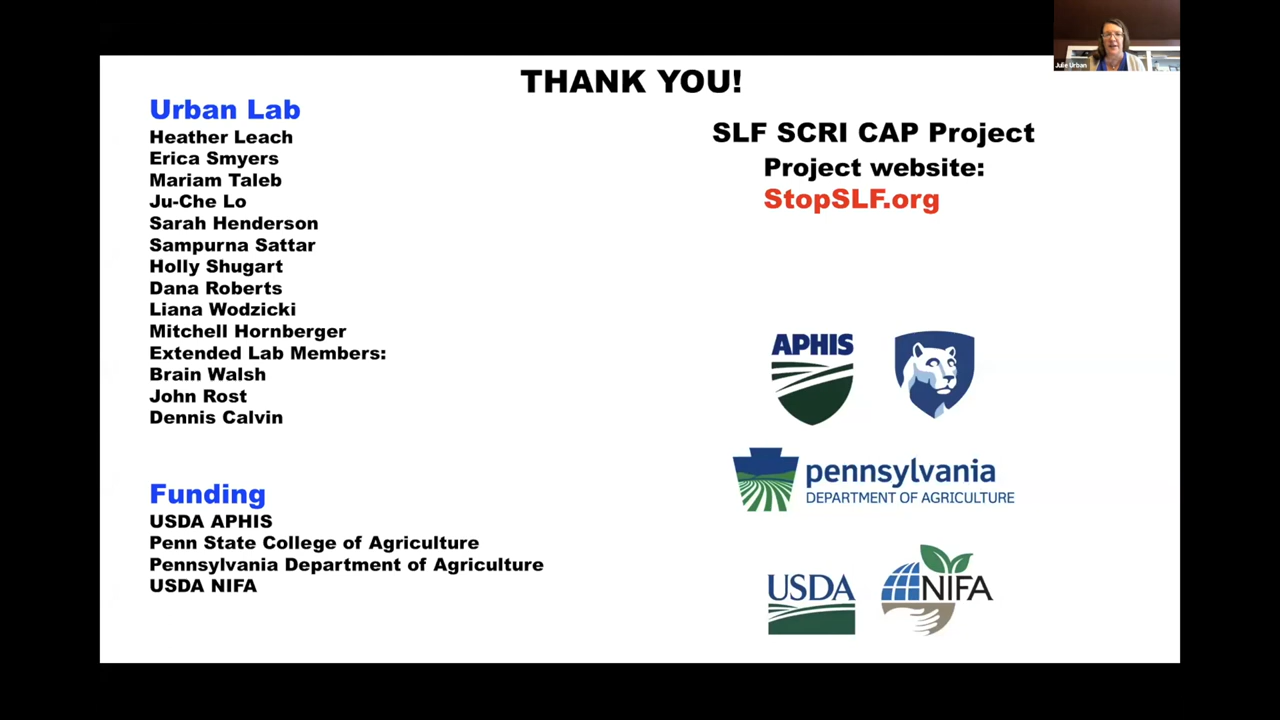 Julie Urban
THANK YOU!
Urban Lab
Heather Leach
Erica Smyers
Mariam Taleb
Ju-Che Lo
Sarah Henderson
Sampurna Sattar
Holly Shugart
Dana Roberts
Liana Wodzicki
Mitchell Hornberger
Extended Lab Members:
Brain Walsh
John Rost
Dennis Calvin
Funding
USDA APHIS
Penn State College of Agriculture
Pennsylvania Department of Agriculture
USDA NIFA
SLF SCRI CAP Project
Project website:
StopSLF.org
APHIS
pennsylvania
DEPARTMENT OF AGRICULTURE
USDA
NIFA